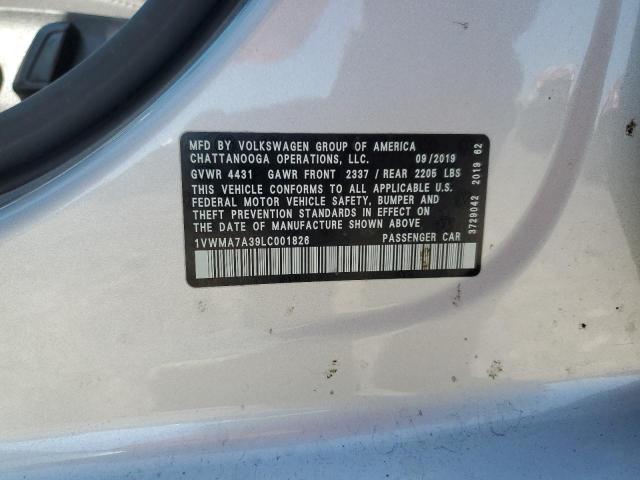 MFD BY VOLKSWAGEN GROUP OF AMERICA
CHATTANOOGA OPERATIONS, LLC. 09/2019
GVWR 4431 GAWR FRONT 2337 / REAR 2205 LBS
THIS VEHICLE CONFORMS TO ALL APPLICABLE U.S.
FEDERAL MOTOR VEHICLE SAFETY, BUMPER AND
THEFT PREVENTION STANDARDS IN EFFECT ON
THE DATE OF MANUFACTURE SHOWN ABOVE
1VWMA7A39LC001826 PASSENGER CAR
3729042 2019 62